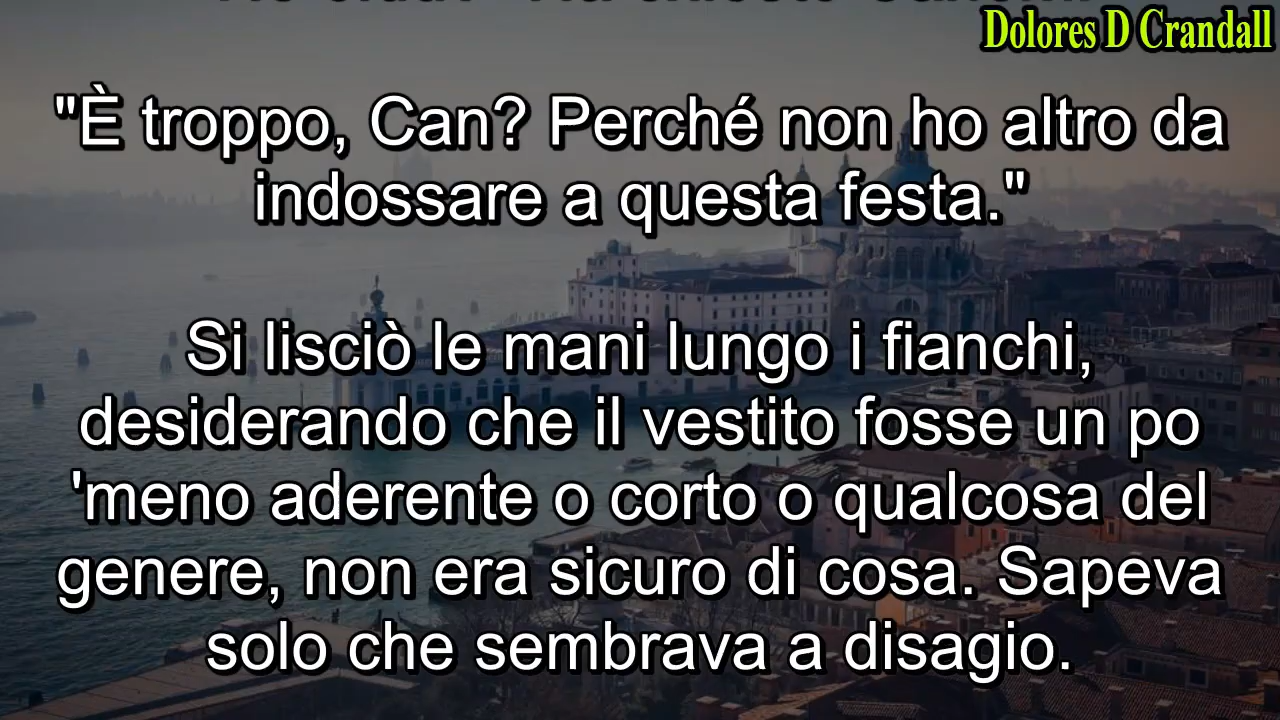 Dolores D Crandall
"È troppo, Can? Perché non ho altro da
indossare a questa festa."
Si lisciò le mani lungo i fianchi,
desiderando che il vestito fosse un po
'meno aderente o corto o qualcosa del
genere, non era sicuro di cosa. Sapeva
solo che sembrava a disagio.